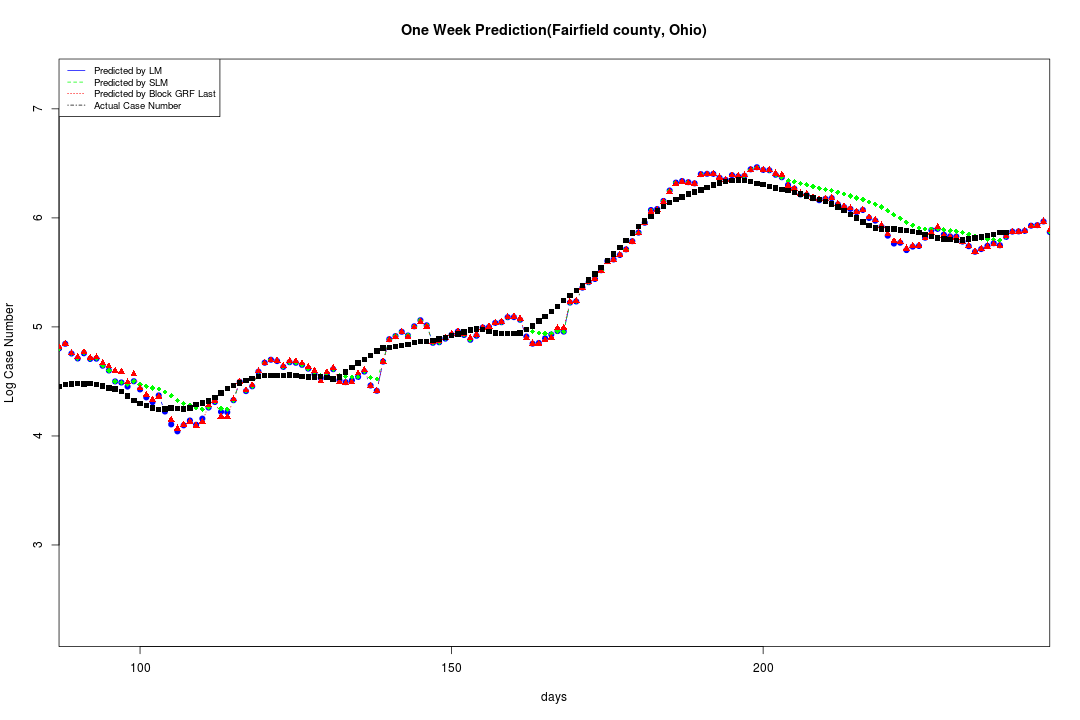 One Week Prediction(Fairfield county, Ohio)
Predicted by LM
Predicted by SLM
Predicted by Block GRF Last
Actual Case Number
7
6
5
4
3
Log Case Number
100 150 200
days